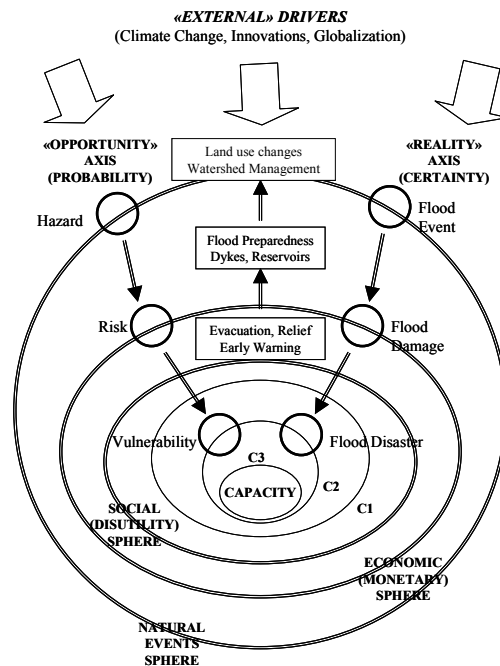 «EXTERNAL» DRIVERS
(Climate Change, Innovations, Globalization)
«OPPORTUNITY»
AXIS
(PROBABILITY)
Land use changes
Watershed Management
«REALITY»
AXIS
(CERTAINTY)
Hazard
Flood
Event
Flood Preparedness
Dykes, Reservoirs
Risk
Evacuation, Relief
Early Warning
Flood
Damage
Vulnerability
Flood Disaster
C3
CAPACITY
C2
C1
SOCIAL
(DISUTILITY)
SPHERE
ECONOMIC
(MONETARY)
SPHERE
NATURAL
EVENTS
SPHERE